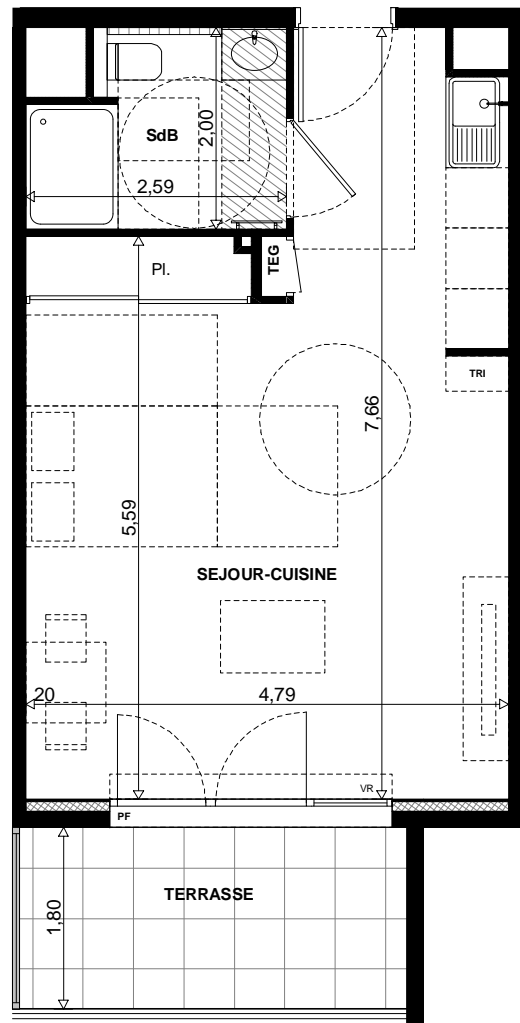 SdB
2,00
2,59
TEG
Pl.
TRI
7,66
5,59
SEJOUR-CUISINE
20
4,79
VR
PF
TERRASSE
1,80